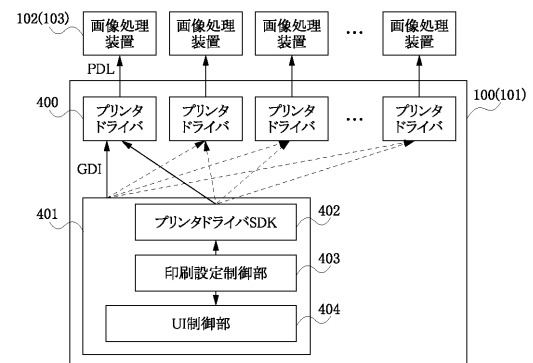 102(103)
画像処理
装置
画像処理
装置
画像処理
装置
…
画像処理
装置
PDL
100(101)
400
プリンタ
ドライバ
プリンタ
ドライバ
プリンタ
ドライバ
…
プリンタ
ドライバ
GDI
401
プリンタドライバSDK
402
印刷設定制御部
403
UI制御部
404